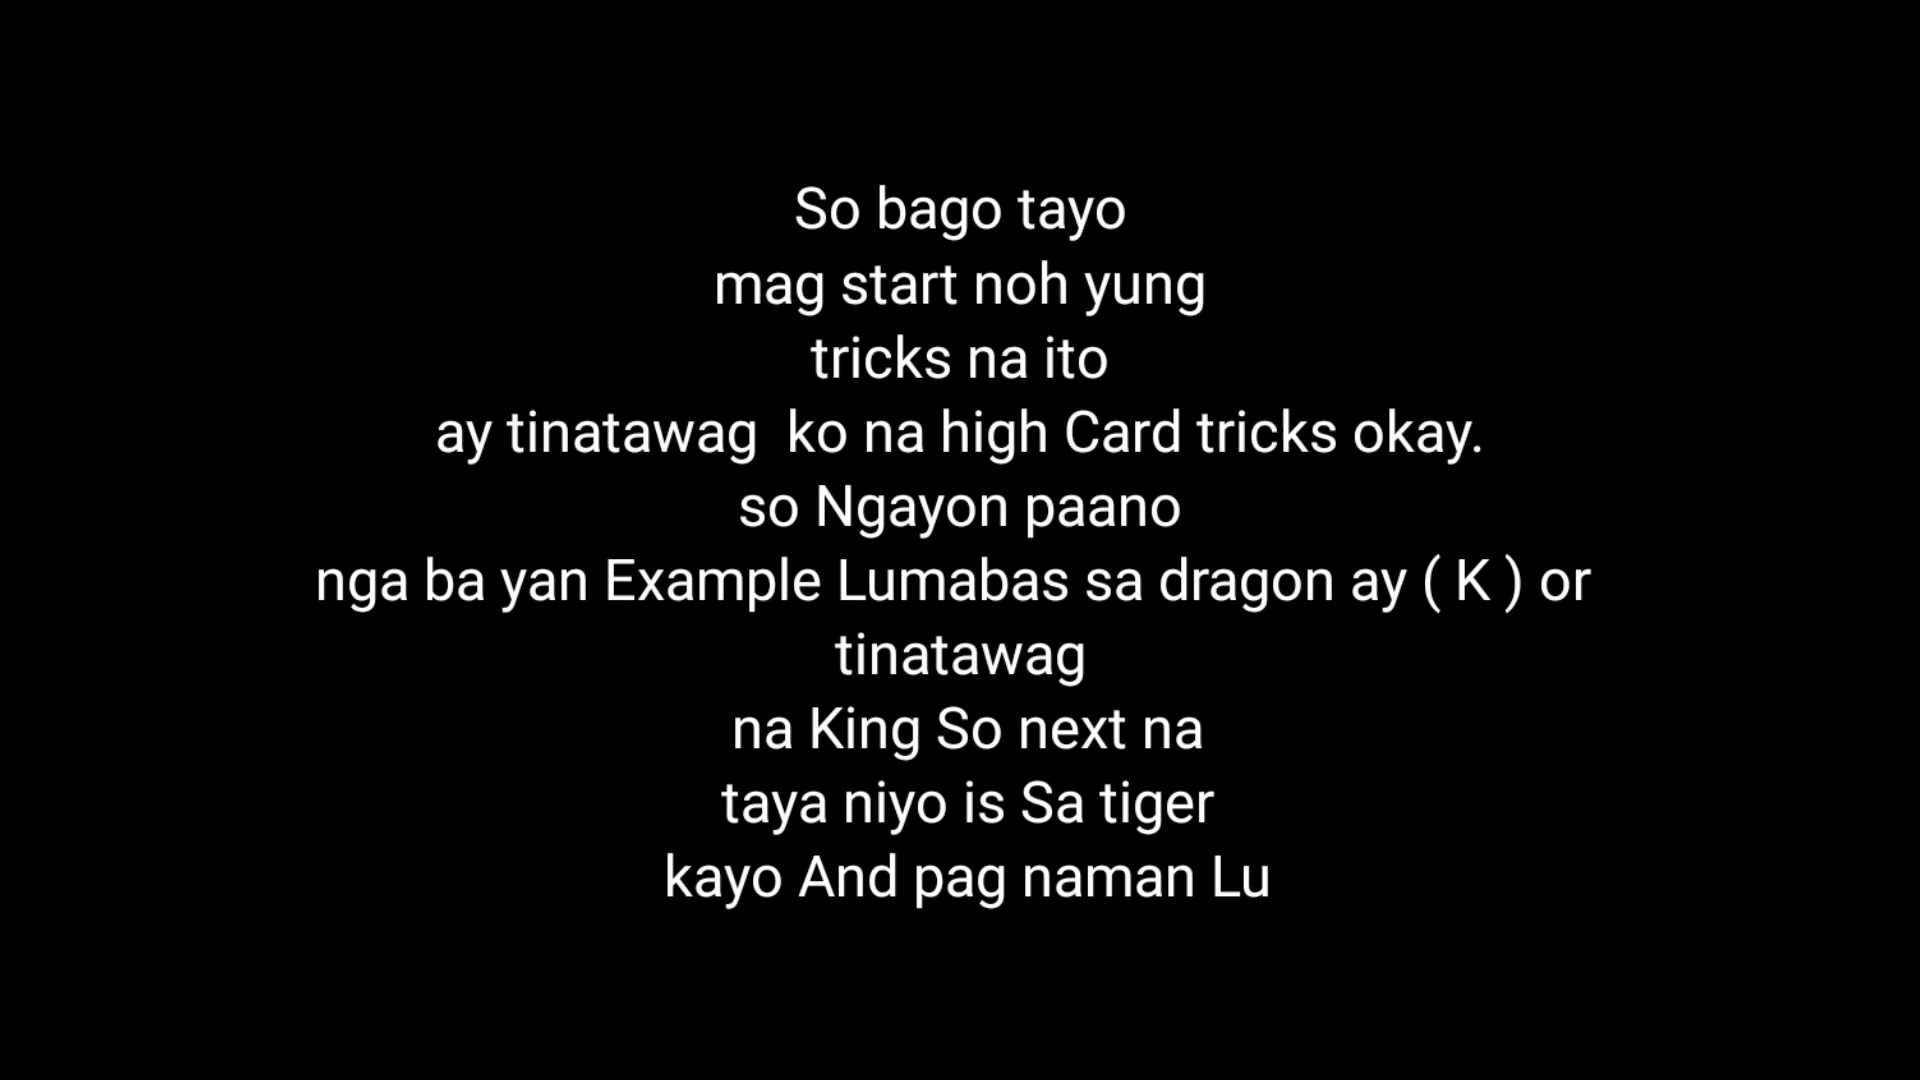 So bago tayo
mag start noh yung
tricks na ito
ay tinatawag  ko na high Card tricks okay.
so Ngayon paano
nga ba yan Example Lumabas sa dragon ay ( K ) or
tinatawag
na King So next na
taya niyo is Sa tiger
kayo And pag naman Lu